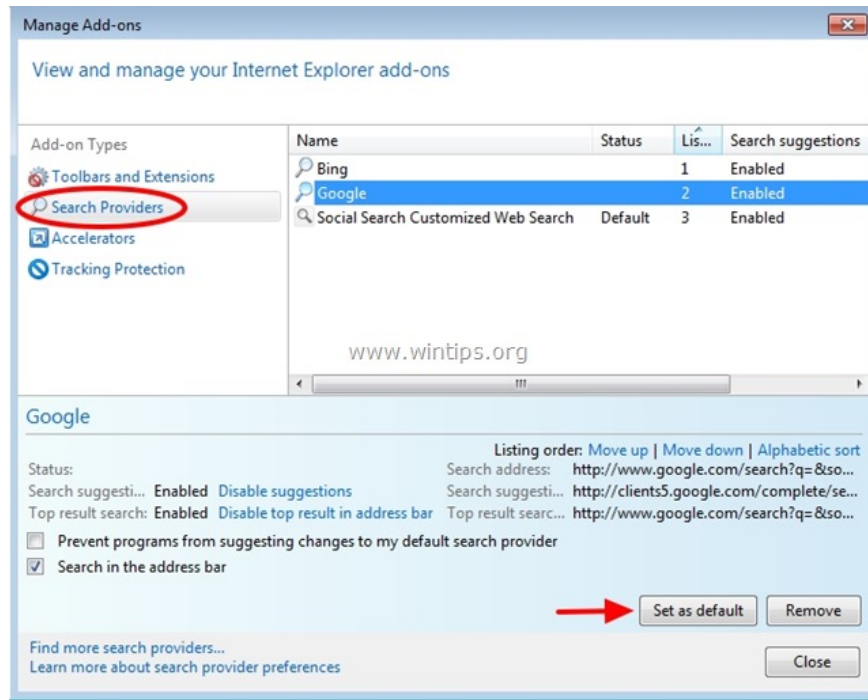 Manage Add-ons
View and manage your Internet Explorer add-ons
Add-on Types
Toolbars and Extensions
Search Providers
Accelerators
Tracking Protection
Name Status Lis... Search suggestions
Bing 1 Enabled
Google 2 Enabled
Social Search Customized Web Search Default 3 Enabled
www.wintips.org
Google
Listing order: Move up | Move down | Alphabetic sort
Status: Search address: http://www.google.com/search?q=&so...
Search suggesti... Enabled Disable suggestions Search suggesti... http://clients5.google.com/complete/se...
Top result search: Enabled Disable top result in address bar Top result searc... http://www.google.com/search?q=&so...
Prevent programs from suggesting changes to my default search provider
Search in the address bar
Set as default Remove
Find more search providers...
Learn more about search provider preferences
Close